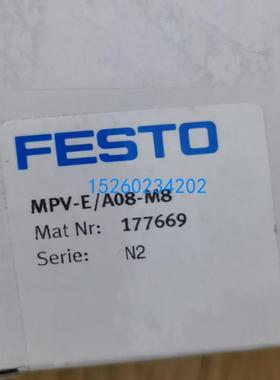 FESTO
15260234202
MPV-E/A08-M8
Mat Nr: 177669
Serie: N2